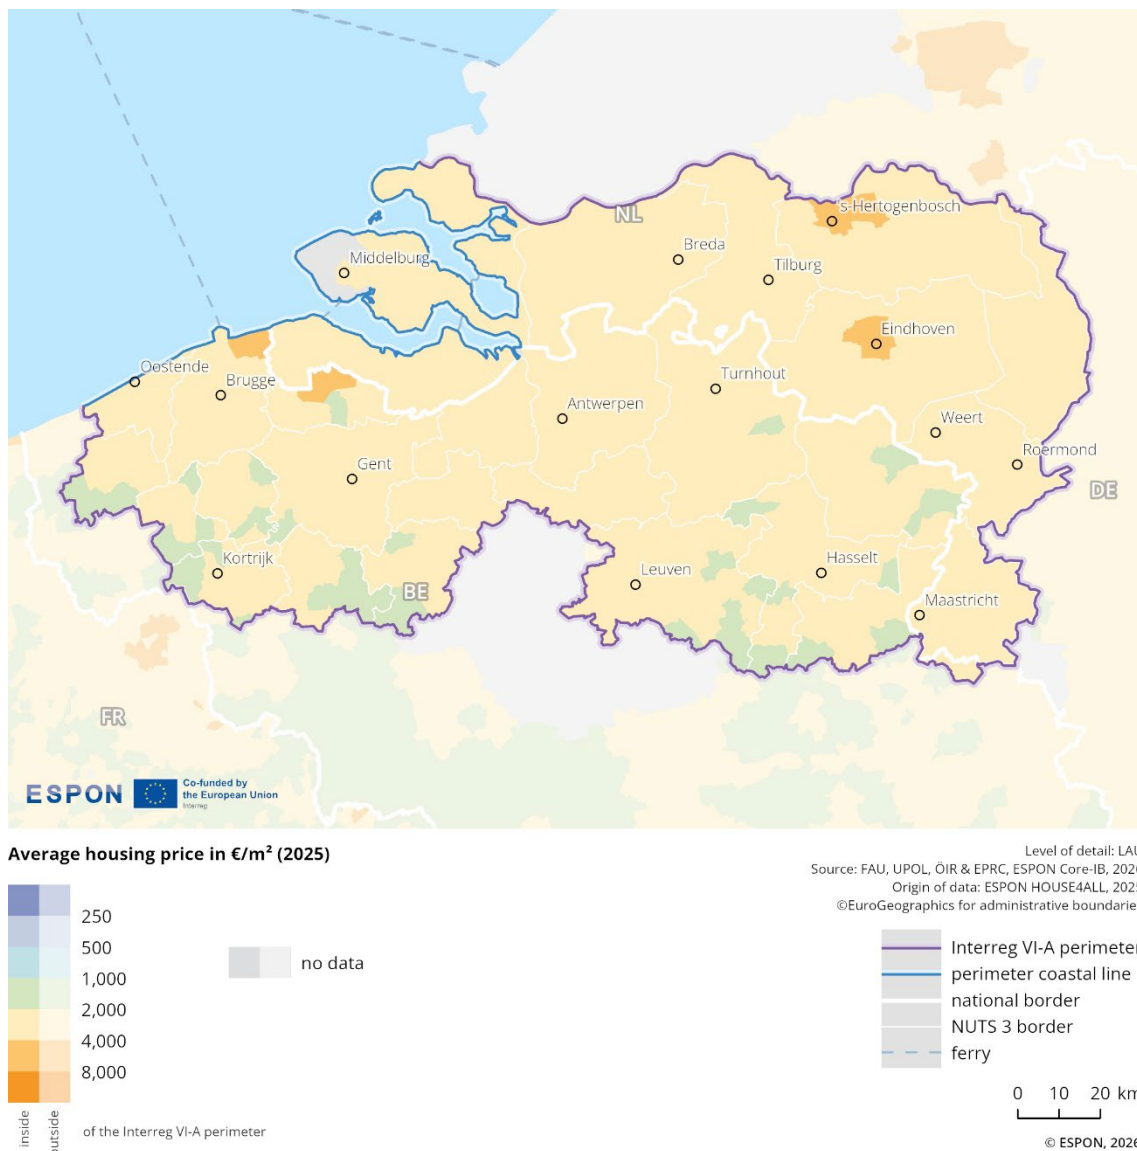 NL
's-Hertogenbosch
Middelburg
Breda
Tilburg
Eindhoven
Oostende
Brugge
Turnhout
Antwerpen
Weert
Gent
Roermond
DE
Kortrijk
Hasselt
Leuven
BE
Maastricht
FR
ESPON
Co-funded by
the European Union
Interreg
Average housing price in €/m² (2025)
Level of detail: LAU
Source: FAU, UPOL, ÖIR & EPRC, ESPON Core-IB, 2026
Origin of data: ESPON HOUSE4ALL, 2025
©EuroGeographics for administrative boundaries
250
500
1,000
2,000
4,000
8,000
inside
outside
of the Interreg VI-A perimeter
no data
Interreg VI-A perimeter
perimeter coastal line
national border
NUTS 3 border
ferry
0 10 20 km
© ESPON, 2026